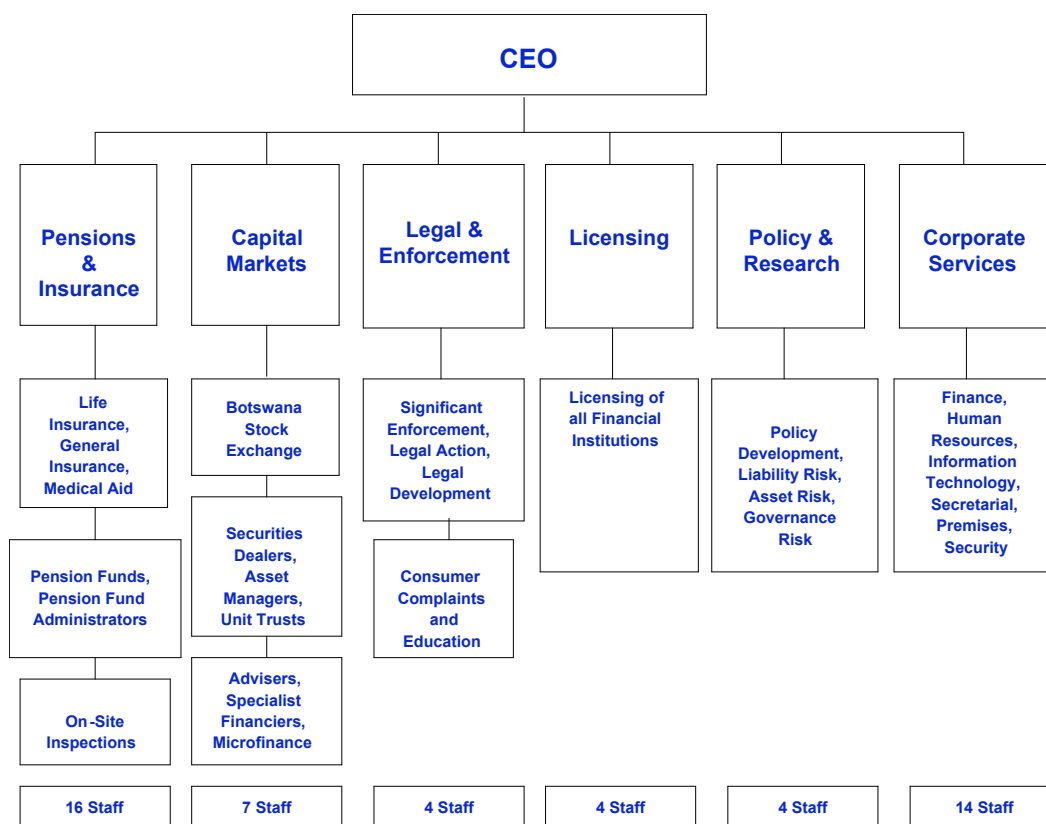 CEO
Pensions
&
Insurance
Capital
Markets
Legal &
Enforcement
Licensing
Policy &
Research
Corporate
Services
Life
Insurance,
General
Insurance,
Medical Aid
Pension Funds,
Pension Fund
Administrators
On-Site
Inspections
Botswana
Stock
Exchange
Securities
Dealers,
Asset
Managers,
Unit Trusts
Advisers,
Specialist
Financiers,
Microfinance
Significant
Enforcement,
Legal Action,
Legal
Development
Consumer
Complaints
and
Education
Licensing of
all Financial
Institutions
Policy
Development,
Liability Risk,
Asset Risk,
Governance
Risk
Finance,
Human
Resources,
Information
Technology,
Secretarial,
Premises,
Security
16 Staff
7 Staff
4 Staff
4 Staff
4 Staff
14 Staff